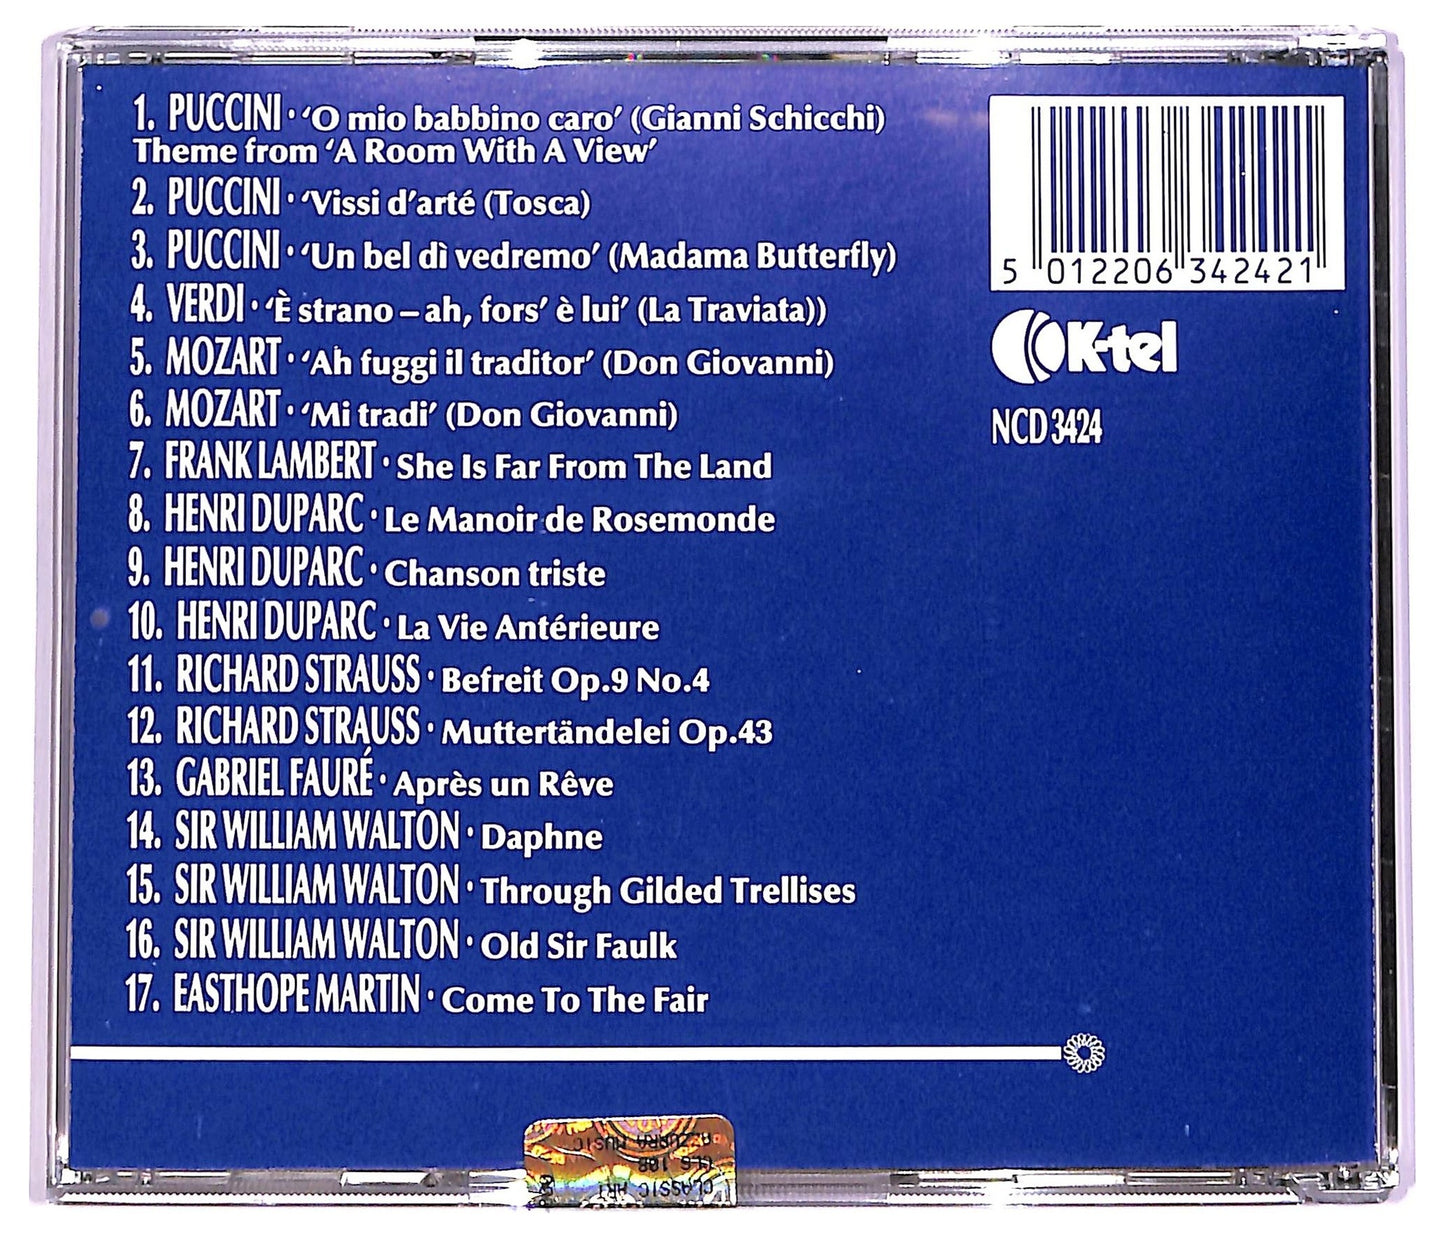 1. PUCCINI · ‘O mio babbino caro’ (Gianni Schicchi)
Theme from ‘A Room With A View’
2. PUCCINI · ‘Vissi d’arté (Tosca)
3. PUCCINI · ‘Un bel dì vedremo’ (Madama Butterfly)
4. VERDI · ‘È strano – ah, fors’ è lui’ (La Traviata))
5. MOZART · ‘Ah fuggi il traditor’ (Don Giovanni)
6. MOZART · ‘Mi tradi’ (Don Giovanni)
7. FRANK LAMBERT · She Is Far From The Land
8. HENRI DUPARC · Le Manoir de Rosemonde
9. HENRI DUPARC · Chanson triste
10. HENRI DUPARC · La Vie Antérieure
11. RICHARD STRAUSS · Befreit Op.9 No.4
12. RICHARD STRAUSS · Muttertändelei Op.43
13. GABRIEL FAURÉ · Après un Rêve
14. SIR WILLIAM WALTON · Daphne
15. SIR WILLIAM WALTON · Through Gilded Trellises
16. SIR WILLIAM WALTON · Old Sir Faulk
17. EASTHOPE MARTIN · Come To The Fair
5 012206 342421
K-tel
NCD 3424
CLASSIC ART
CLS 108
AZZURRA MUSIC